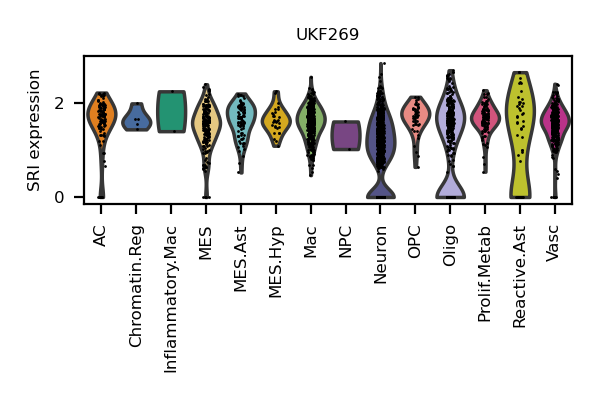 UKF269
SRI expression
2
0
AC
Chromatin.Reg
Inflammatory.Mac
MES
MES.Ast
MES.Hyp
Mac
NPC
Neuron
OPC
Oligo
Prolif.Metab
Reactive.Ast
Vasc